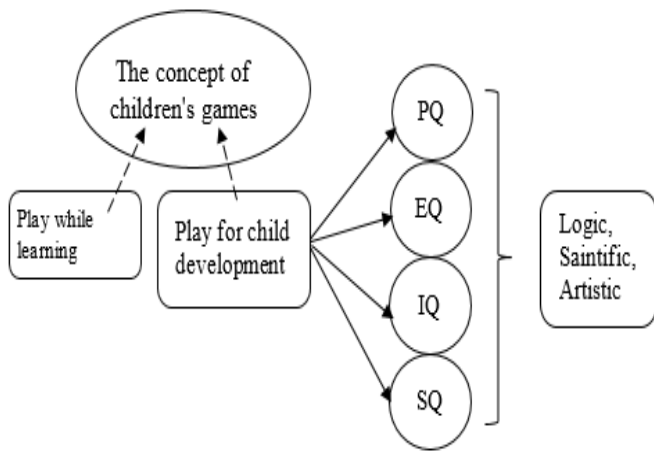 The concept of
children's games
Play while
learning
Play for child
development
PQ
EQ
IQ
SQ
Logic,
Saintific,
Artistic